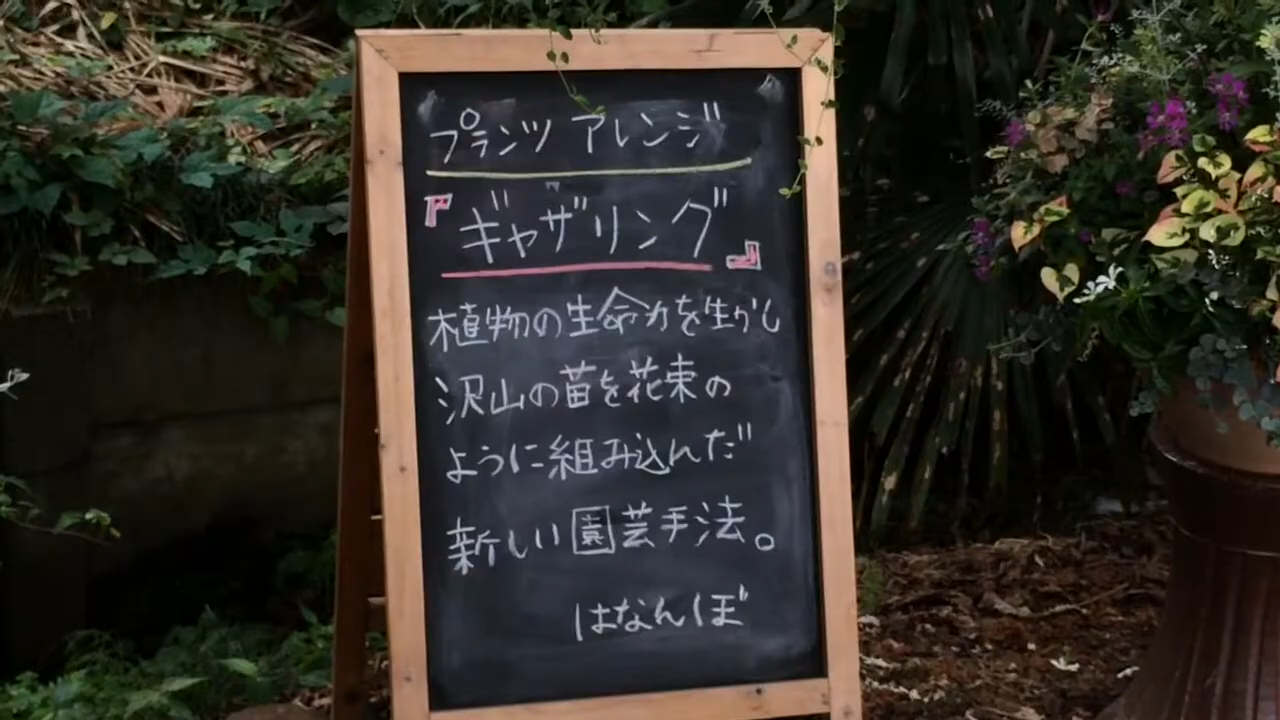 プランツ アレンジ
『ギャザリング』
植物の生命力を生かし
沢山の苗を花束の
ように組み込んだ
新しい園芸手法。
はなんぼ